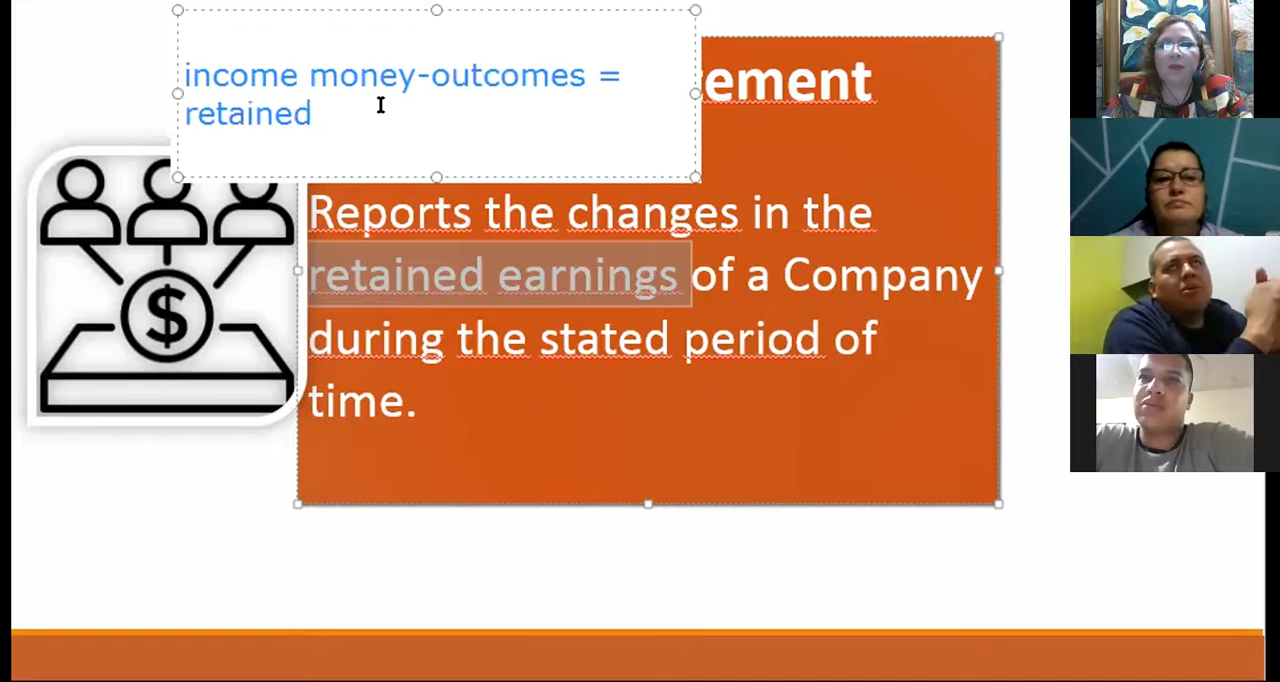 income money-outcomes =
retained
ement
Reports the changes in the
retained earnings of a Company
during the stated period of
time.
$